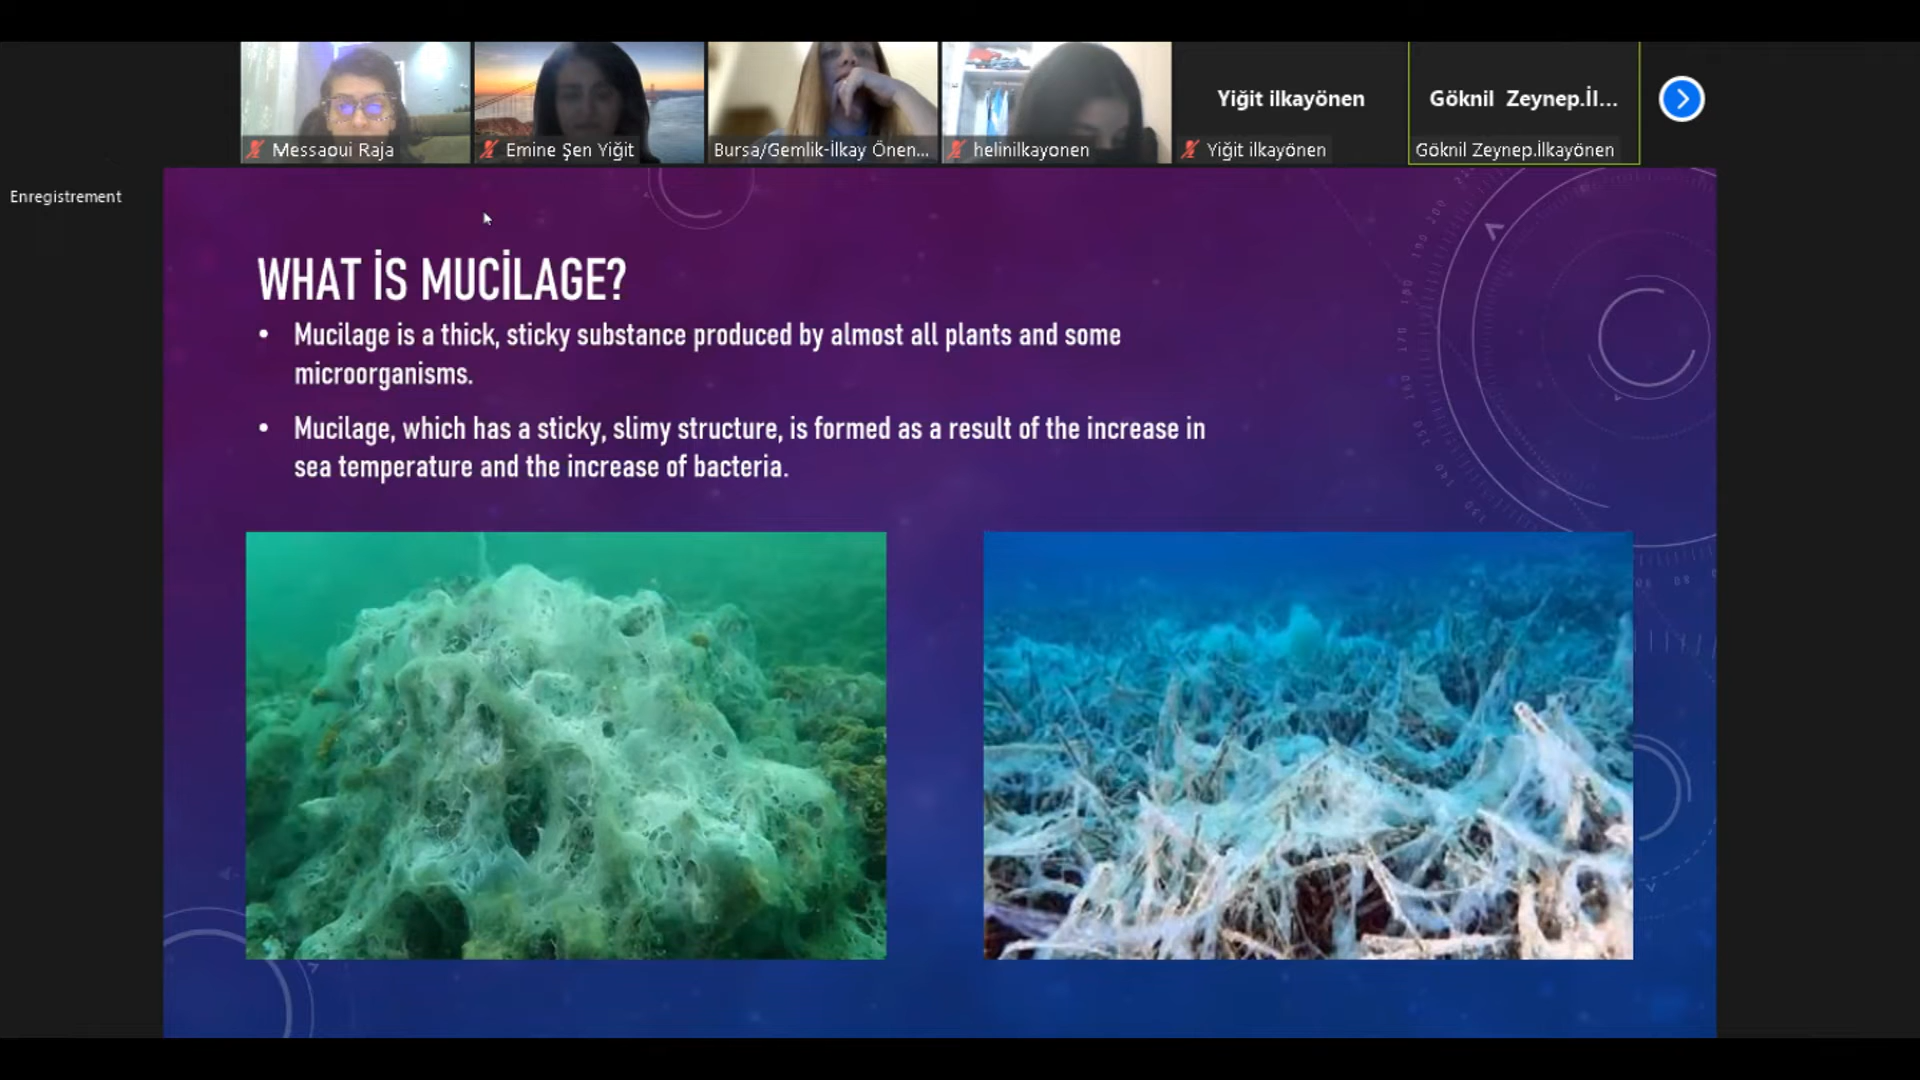 Yiğit ilkayönen
Göknil Zeynep.İl...
Messaoui Raja
Emine Şen Yiğit
Bursa/Gemlik-İlkay Önen...
helinilkayonen
Yiğit ilkayönen
Göknil Zeynep.İlkayönen
Enregistrement
WHAT İS MUCİLAGE?
• Mucilage is a thick, sticky substance produced by almost all plants and some
microorganisms.
• Mucilage, which has a sticky, slimy structure, is formed as a result of the increase in
sea temperature and the increase of bacteria.